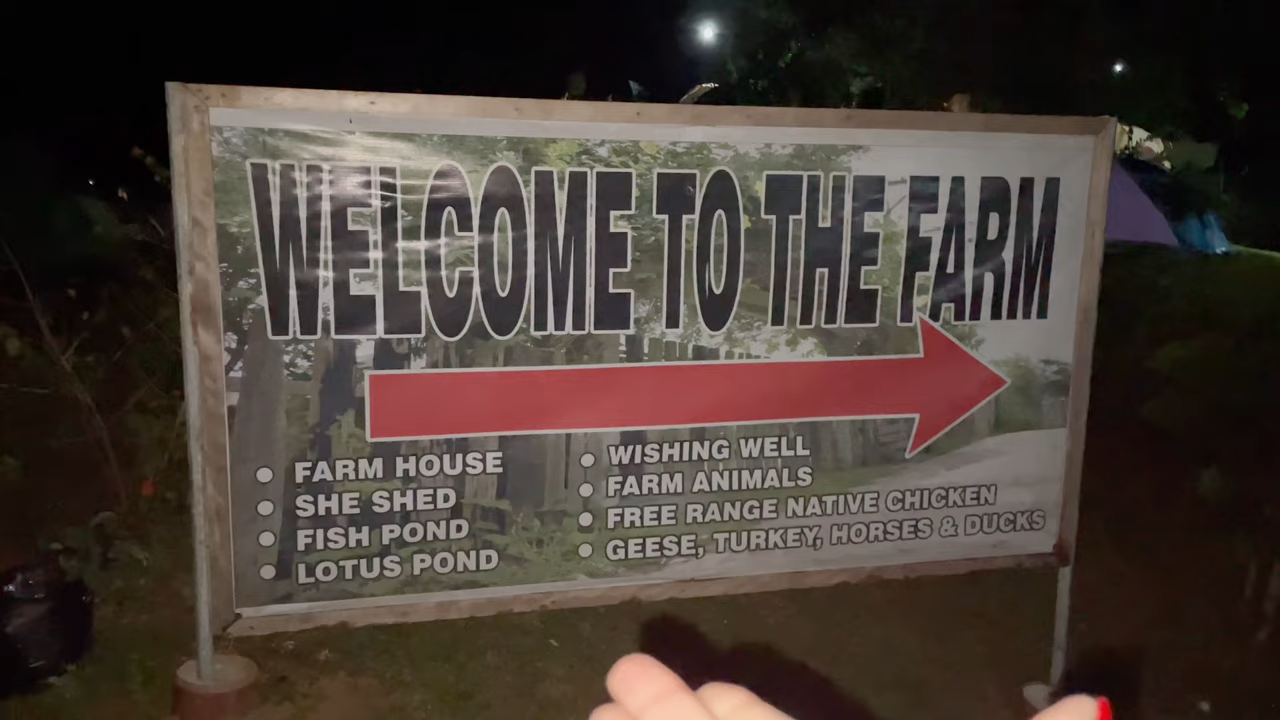 WELCOME TO THE FARM
FARM HOUSE
SHE SHED
FISH POND
LOTUS POND
WISHING WELL
FARM ANIMALS
FREE RANGE NATIVE CHICKEN
GEESE, TURKEY, HORSES & DUCKS